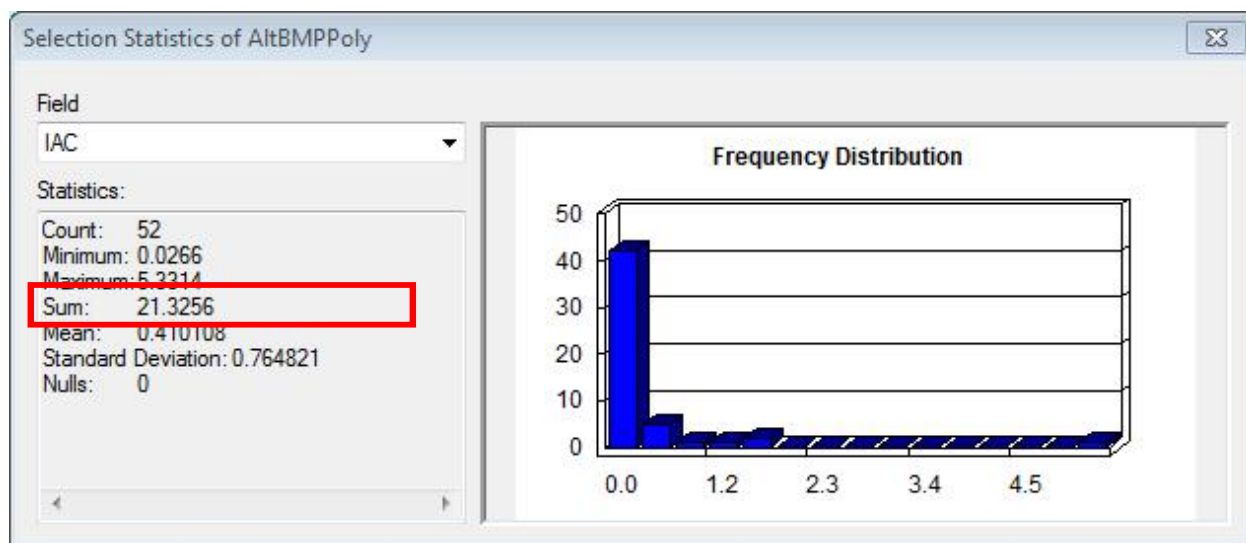 Selection Statistics of AltBMPPoly
Field
IAC
Statistics:
Count: 52
Minimum: 0.0266
Maximum: 5.3314
Sum: 21.3256
Mean: 0.410108
Standard Deviation: 0.764821
Nulls: 0
Frequency Distribution
50
40
30
20
10
0
0.0 1.2 2.3 3.4 4.5